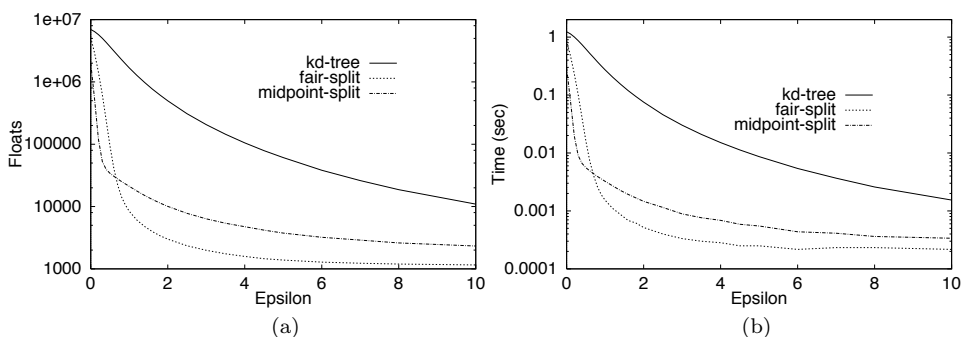 1e+07
1e+06
100000
10000
1000
Floats
kd-tree
fair-split
midpoint-split
0 2 4 6 8 10
Epsilon
(a)
1
0.1
0.01
0.001
0.0001
Time (sec)
kd-tree
fair-split
midpoint-split
0 2 4 6 8 10
Epsilon
(b)